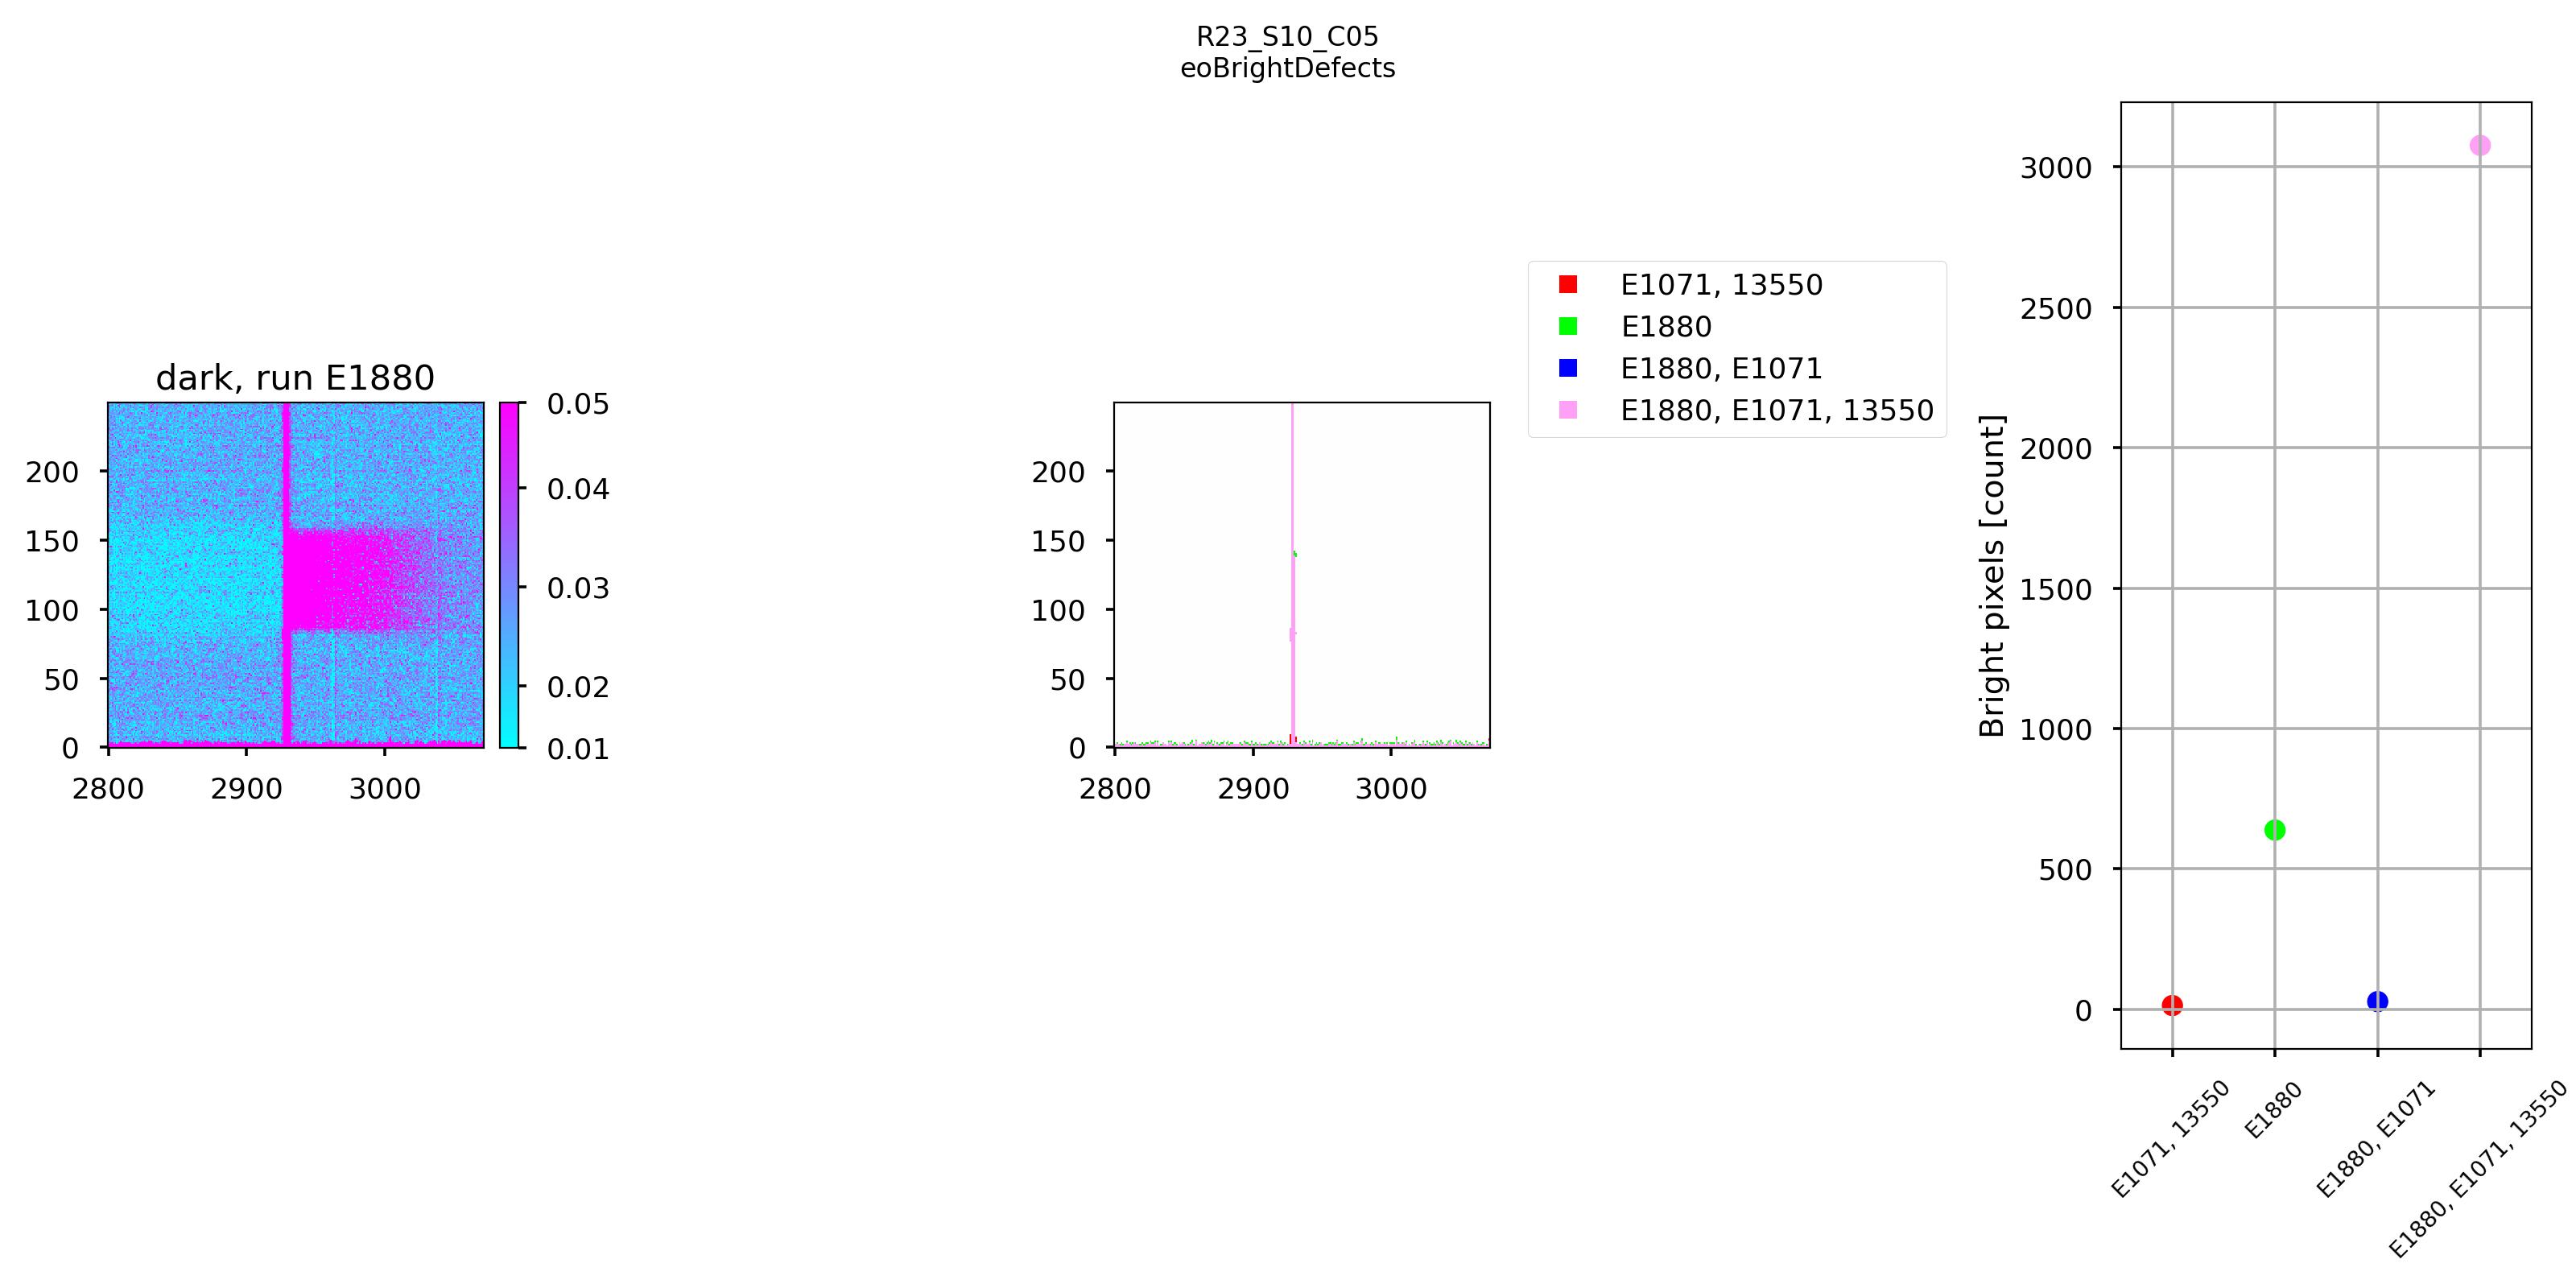 R23_S10_C05
eoBrightDefects
dark, run E1880
200
150
100
50
0
2800
2900
3000
0.05
0.04
0.03
0.02
0.01
200
150
100
50
0
2800
2900
3000
E1071, 13550
E1880
E1880, E1071
E1880, E1071, 13550
Bright pixels [count]
3000
2500
2000
1500
1000
500
0
E1071, 13550
E1880
E1880, E1071
E1880, E1071, 13550